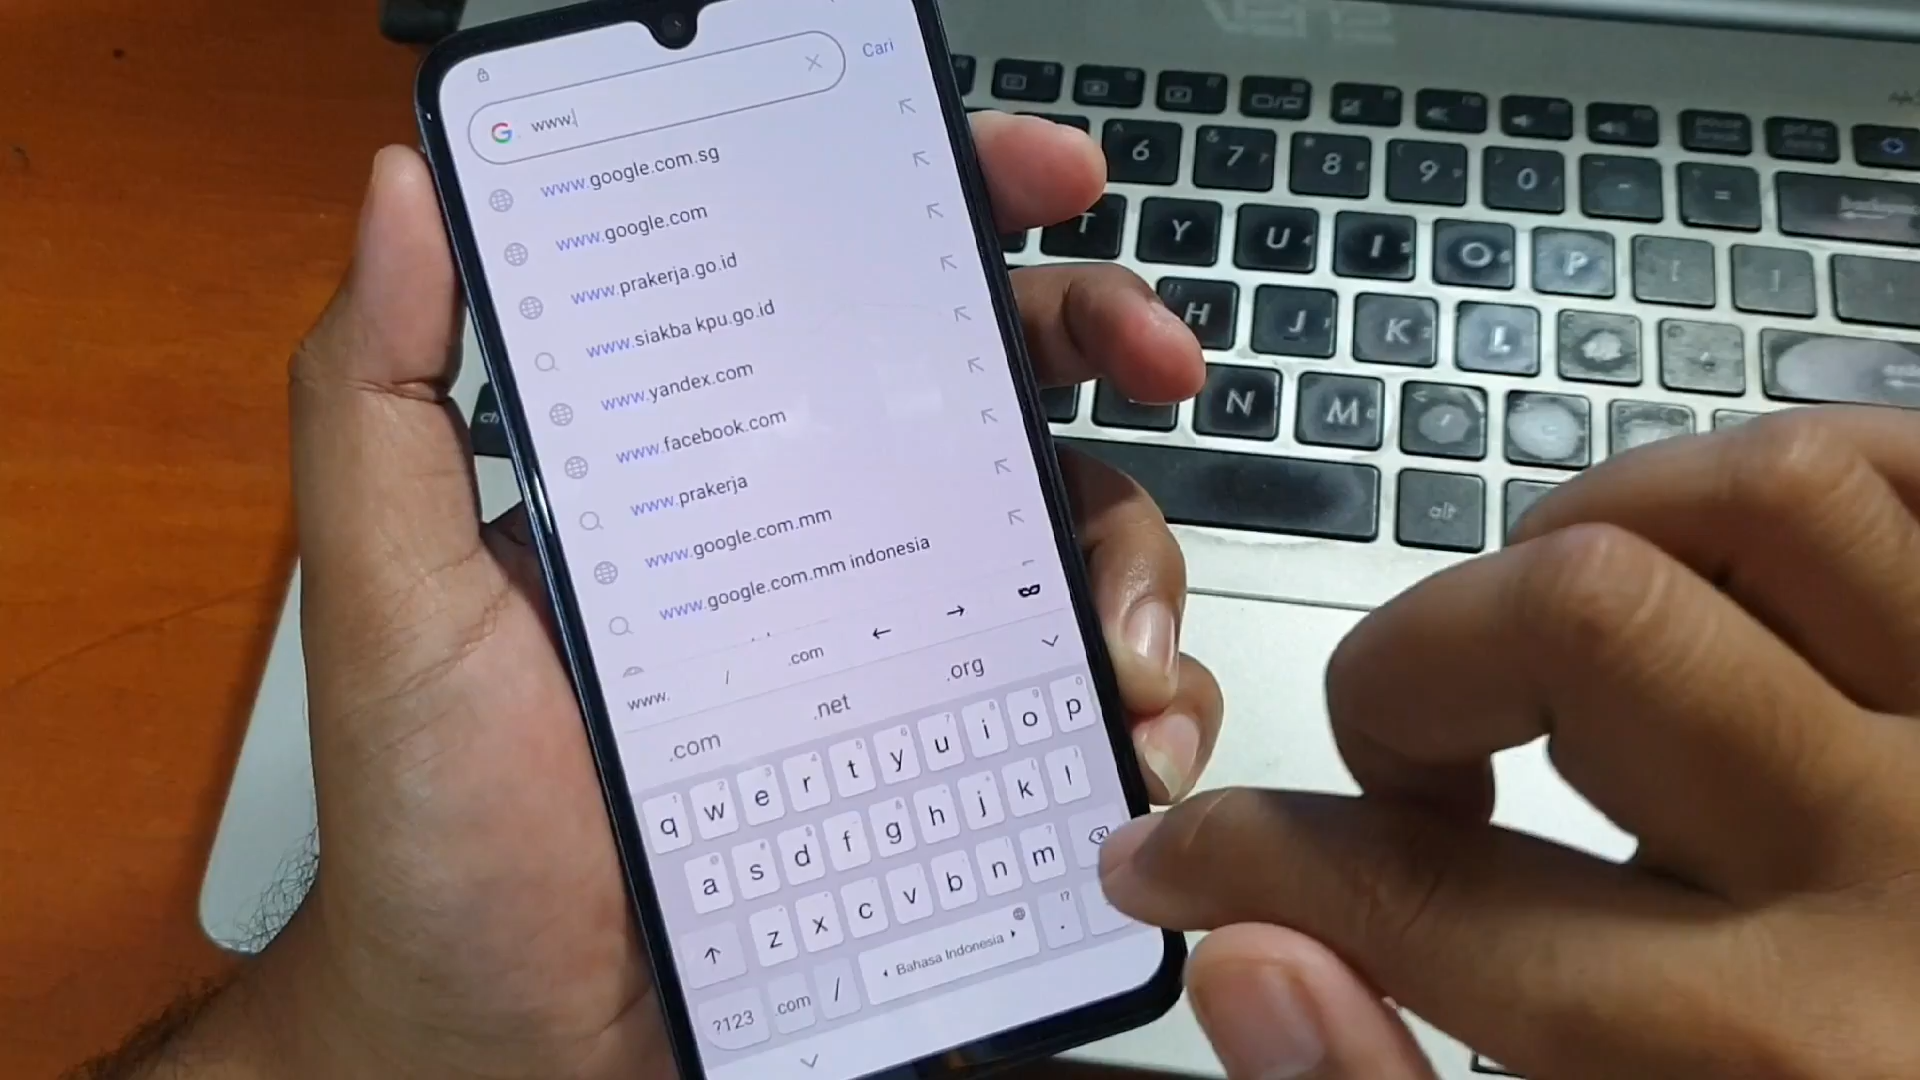 www.
Cari
www.google.com.sg
www.google.com
www.prakerja.go.id
www.siakba kpu.go.id
www.yandex.com
www.facebook.com
www.prakerja
www.google.com.mm
www.google.com.mm indonesia
www. / .com ← →
.com .net .org
q w e r t y u i o p
a s d f g h j k l
z x c v b n m
?123 .com / Bahasa Indonesia .
6 7 8 9 0 - =
T Y U I O P [ ]
H J K L
N M
alt